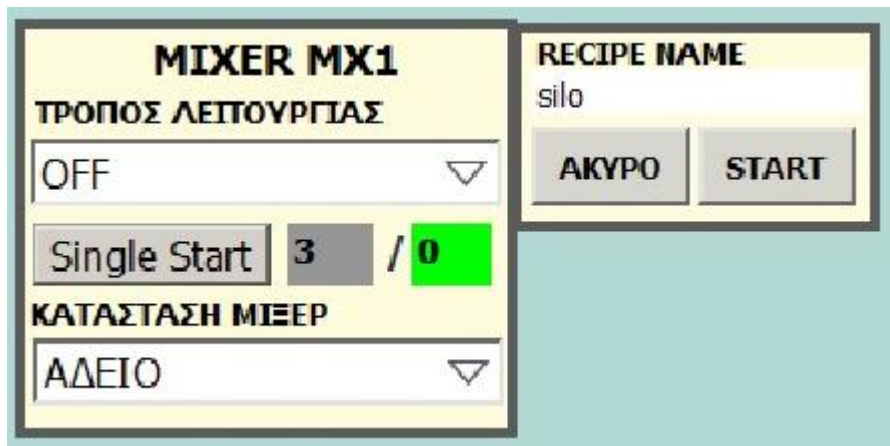 MIXER MX1
ΤΡΟΠΟΣ ΛΕΙΤΟΥΡΓΙΑΣ
OFF
Single Start 3 / 0
ΚΑΤΑΣΤΑΣΗ ΜΙΞΕΡ
ΑΔΕΙΟ
RECIPE NAME
silo
ΑΚΥΡΟ START